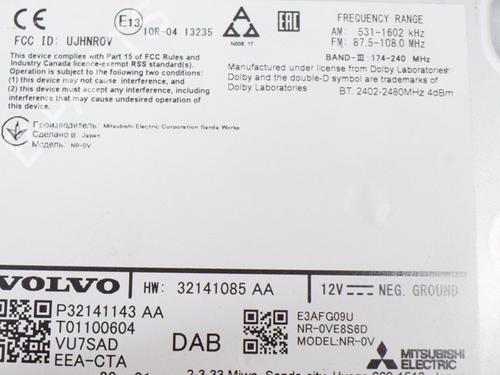 CE
E13
10R-04 13235
N008 17
EAC
FREQUENCY RANGE
AM: 531-1602 kHz
FM: 87.5-108.0 MHz
BAND-III: 174-240 MHz
FCC ID: UJHNR0V
This device complies with Part 15 of FCC Rules and
Industry Canada licence-exempt RSS standard(s).
Operation is subject to the following two conditions:
(1) this device may not cause interference, and
(2) this device must accept any interference, including
interference that may cause undesired operation of
this device.
Manufactured under license from Dolby Laboratories.
Dolby and the double-D symbol are trademark of
Dolby Laboratories
BT: 2402-2480MHz 4dBm
Производитель: Mitsubishi Electric Corporation Sanda Works
Сделано в: Japan
Модель: NR-0V
VOLVO
HW: 32141085 AA
12V NEG. GROUND
P32141143 AA
T01100604
VU7SAD
EEA-CTA
DAB
E3AFG09U
NR-0VE8S6D
MODEL:NR-0V
MITSUBISHI
ELECTRIC